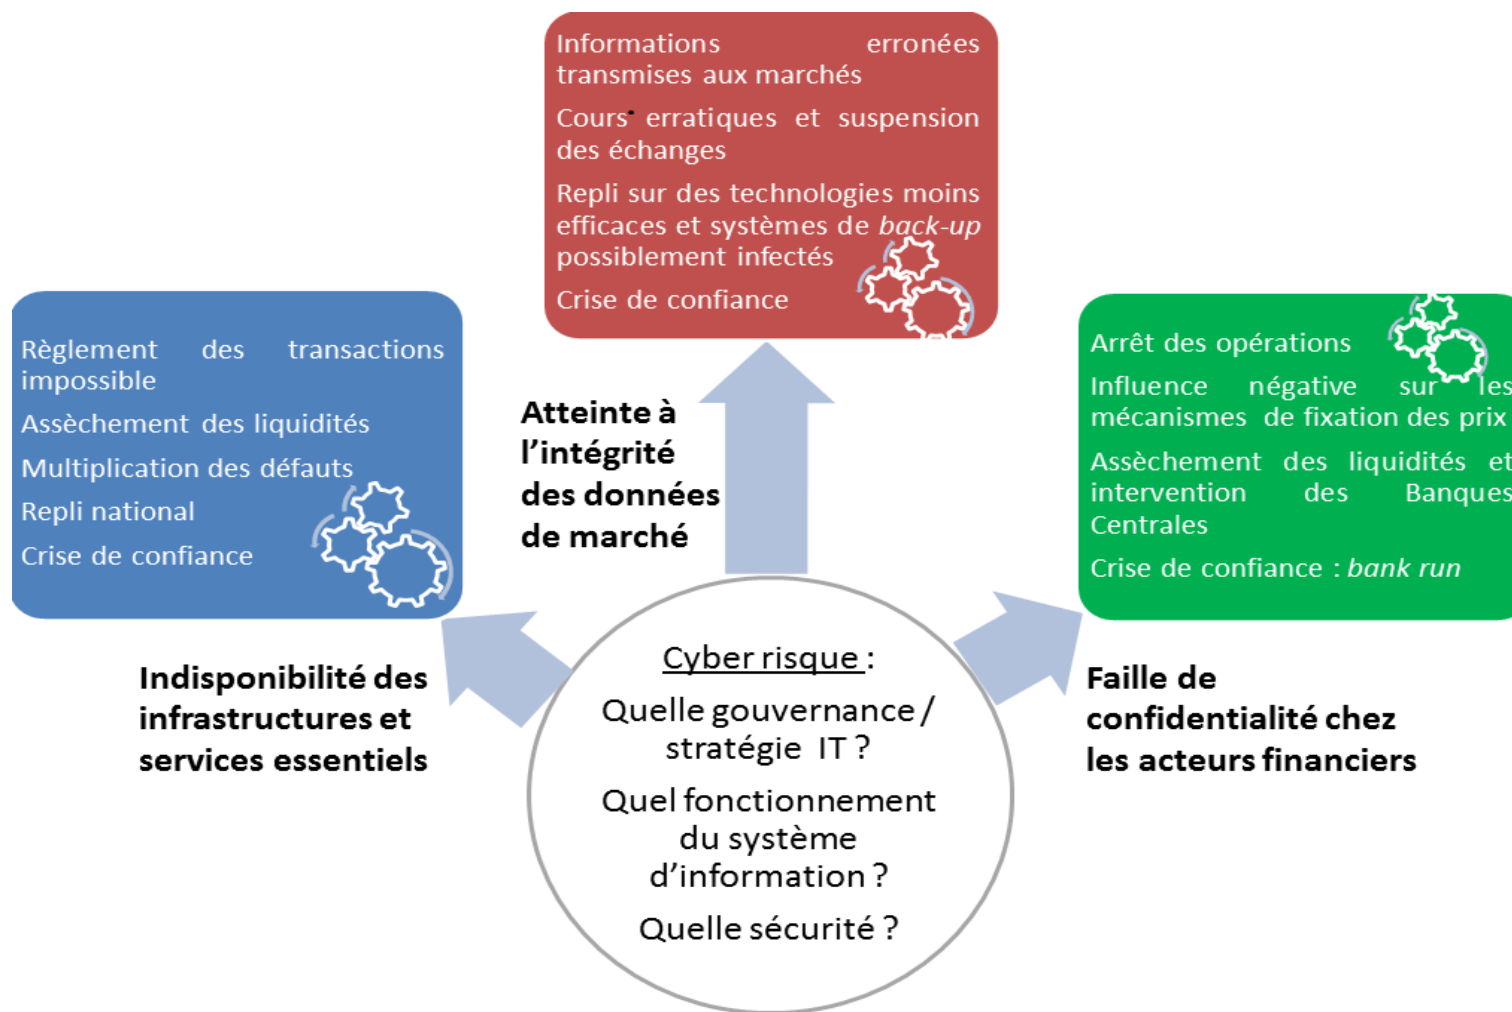 Informations erronées
transmises aux marchés
Cours erratiques et suspension
des échanges
Repli sur des technologies moins
efficaces et systèmes de back-up
possiblement infectés
Crise de confiance
Règlement des transactions
impossible
Assèchement des liquidités
Multiplication des défauts
Repli national
Crise de confiance
Arrêt des opérations
Influence négative sur les
mécanismes de fixation des prix
Assèchement des liquidités et
intervention des Banques
Centrales
Crise de confiance : bank run
Atteinte à
l’intégrité
des données
de marché
Indisponibilité des
infrastructures et
services essentiels
Faille de
confidentialité chez
les acteurs financiers
Cyber risque :
Quelle gouvernance /
stratégie IT ?
Quel fonctionnement
du système
d’information ?
Quelle sécurité ?